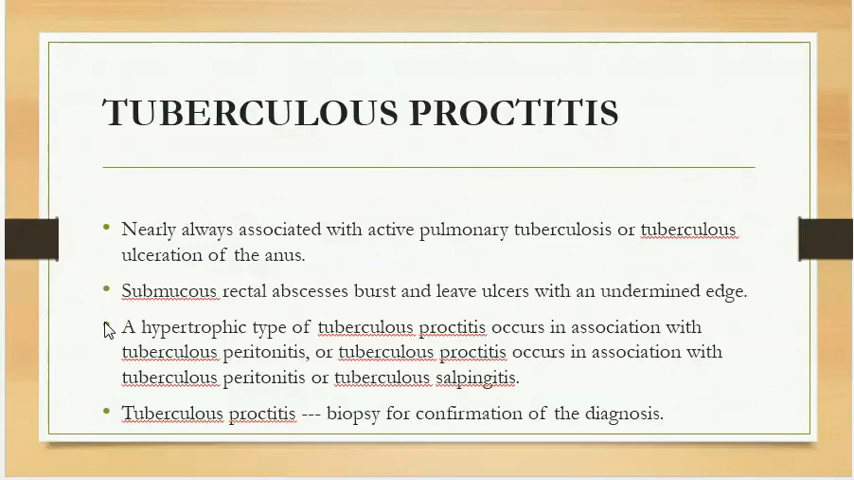 TUBERCULOUS PROCTITIS
• Nearly always associated with active pulmonary tuberculosis or tuberculous
ulceration of the anus.
• Submucous rectal abscesses burst and leave ulcers with an undermined edge.
• A hypertrophic type of tuberculous proctitis occurs in association with
tuberculous peritonitis, or tuberculous proctitis occurs in association with
tuberculous peritonitis or tuberculous salpingitis.
• Tuberculous proctitis --- biopsy for confirmation of the diagnosis.